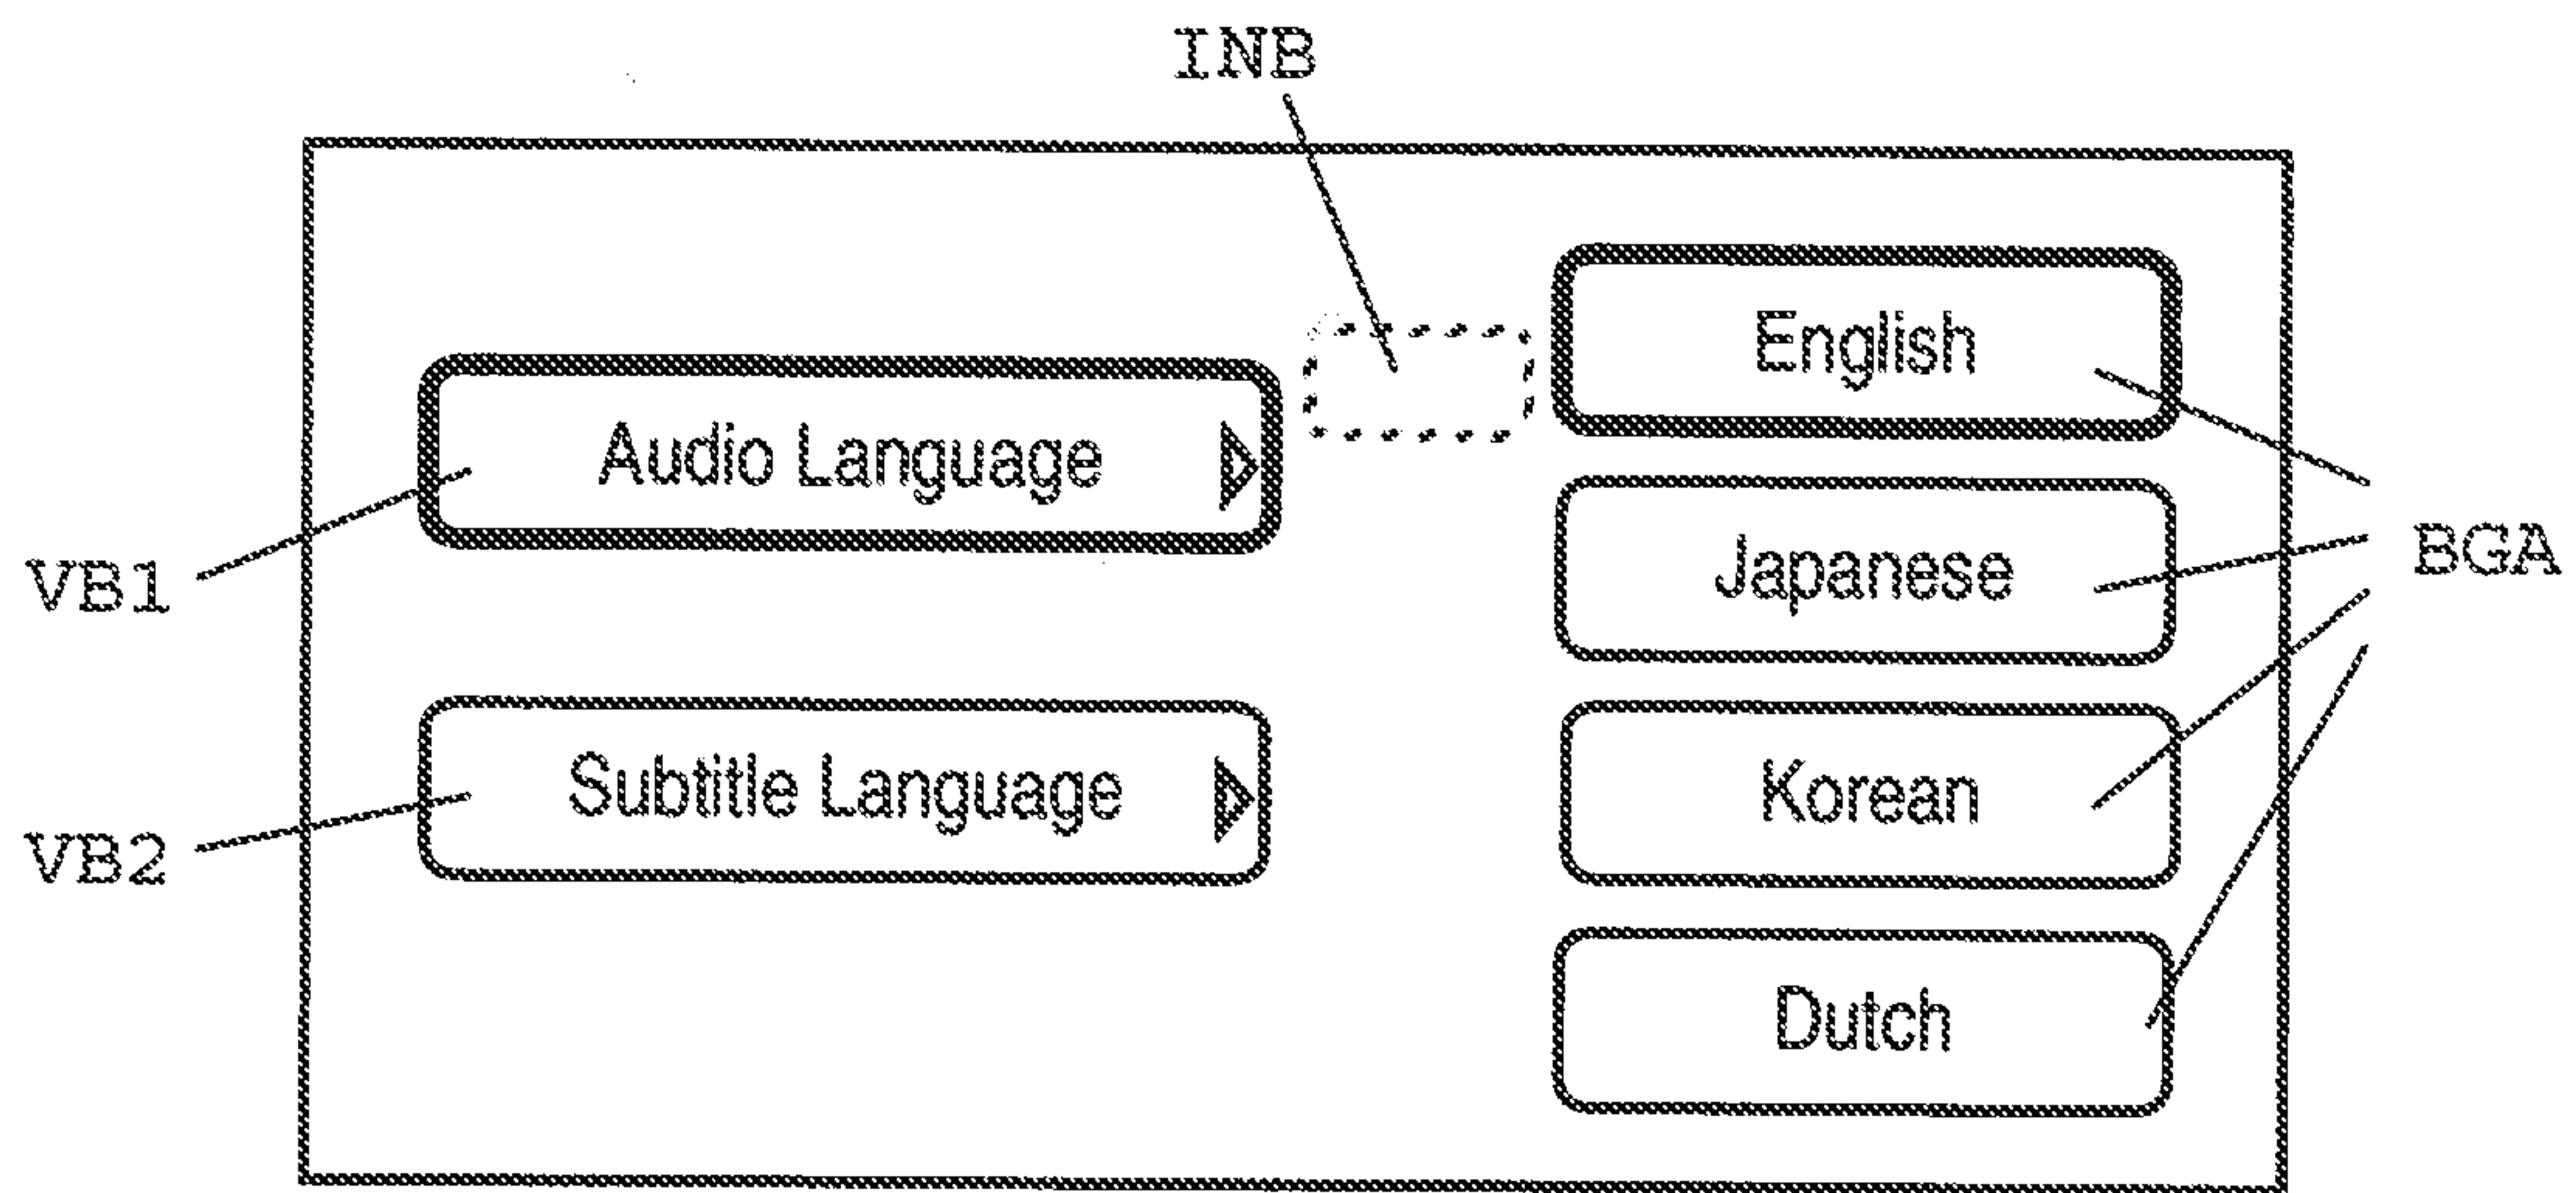 INB
English
Audio Language
Japanese
VB1
BGA
Subtitle Language
Korean
VB2
Dutch